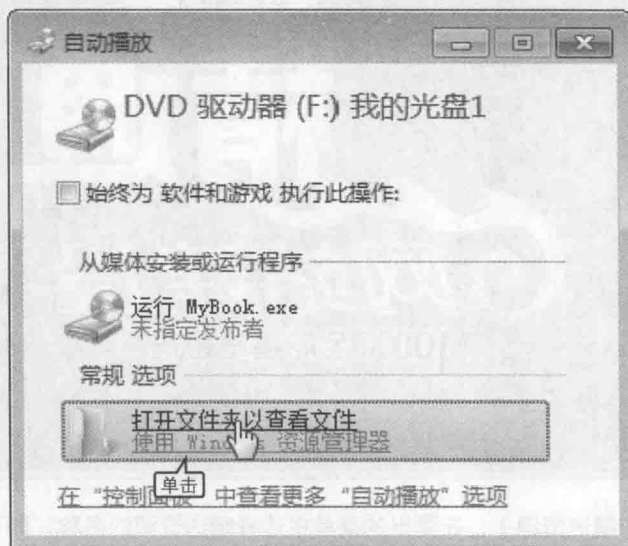 自动播放
DVD 驱动器 (F:) 我的光盘1
始终为 软件和游戏 执行此操作:
从媒体安装或运行程序
运行 MyBook.exe
未指定发布者
常规 选项
打开文件夹以查看文件
使用 Windows 资源管理器
单击
在“控制面板”中查看更多“自动播放”选项